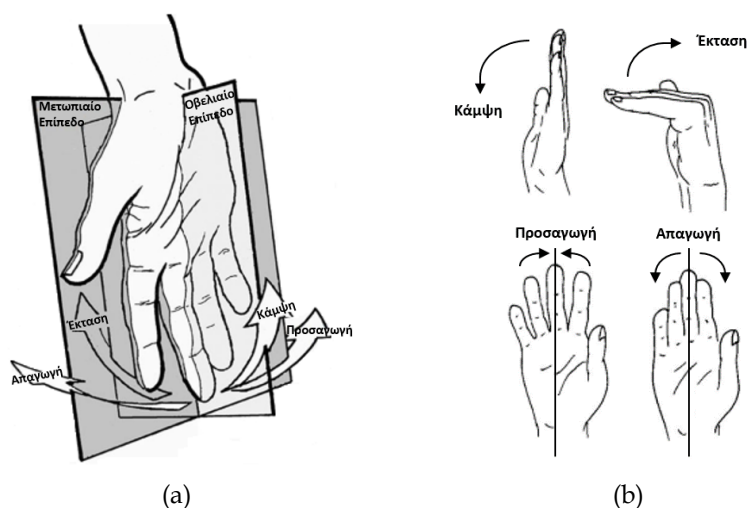 Μετωπιαίο
Επίπεδο
Οβελιαίο
Επίπεδο
Έκταση
Κάμψη
Προσαγωγή
Απαγωγή
(a)
Έκταση
Κάμψη
Προσαγωγή
Απαγωγή
(b)